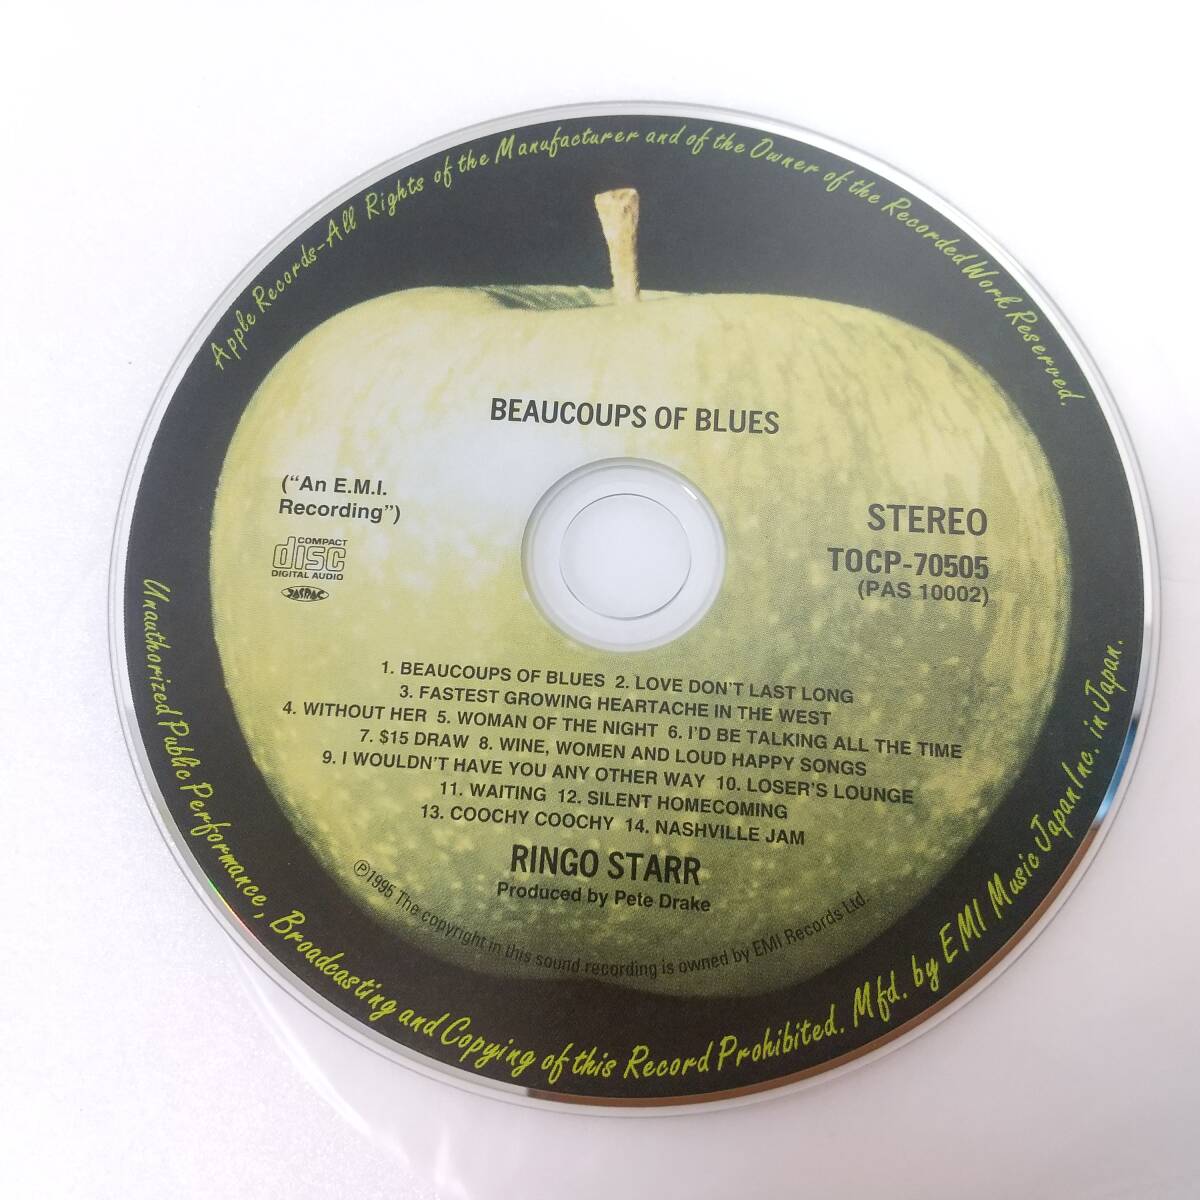 Apple Records-All Rights of the Manufacturer and of the Owner of the Recorded Work Reserved.
BEAUCOUPS OF BLUES
("An E.M.I.
Recording")
COMPACT
disc
DIGITAL AUDIO
JASRAC
STEREO
TOCP-70505
(PAS 10002)
1. BEAUCOUPS OF BLUES 2. LOVE DON'T LAST LONG
3. FASTEST GROWING HEARTACHE IN THE WEST
4. WITHOUT HER 5. WOMAN OF THE NIGHT 6. I'D BE TALKING ALL THE TIME
7. $15 DRAW 8. WINE, WOMEN AND LOUD HAPPY SONGS
9. I WOULDN'T HAVE YOU ANY OTHER WAY 10. LOSER'S LOUNGE
11. WAITING 12. SILENT HOMECOMING
13. COOCHY COOCHY 14. NASHVILLE JAM
RINGO STARR
Produced by Pete Drake
℗1995 The copyright in this sound recording is owned by EMI Records Ltd.
Unauthorized Public Performance, Broadcasting and Copying of this Record Prohibited. Mfd. by EMI Music Japan Inc. in Japan.